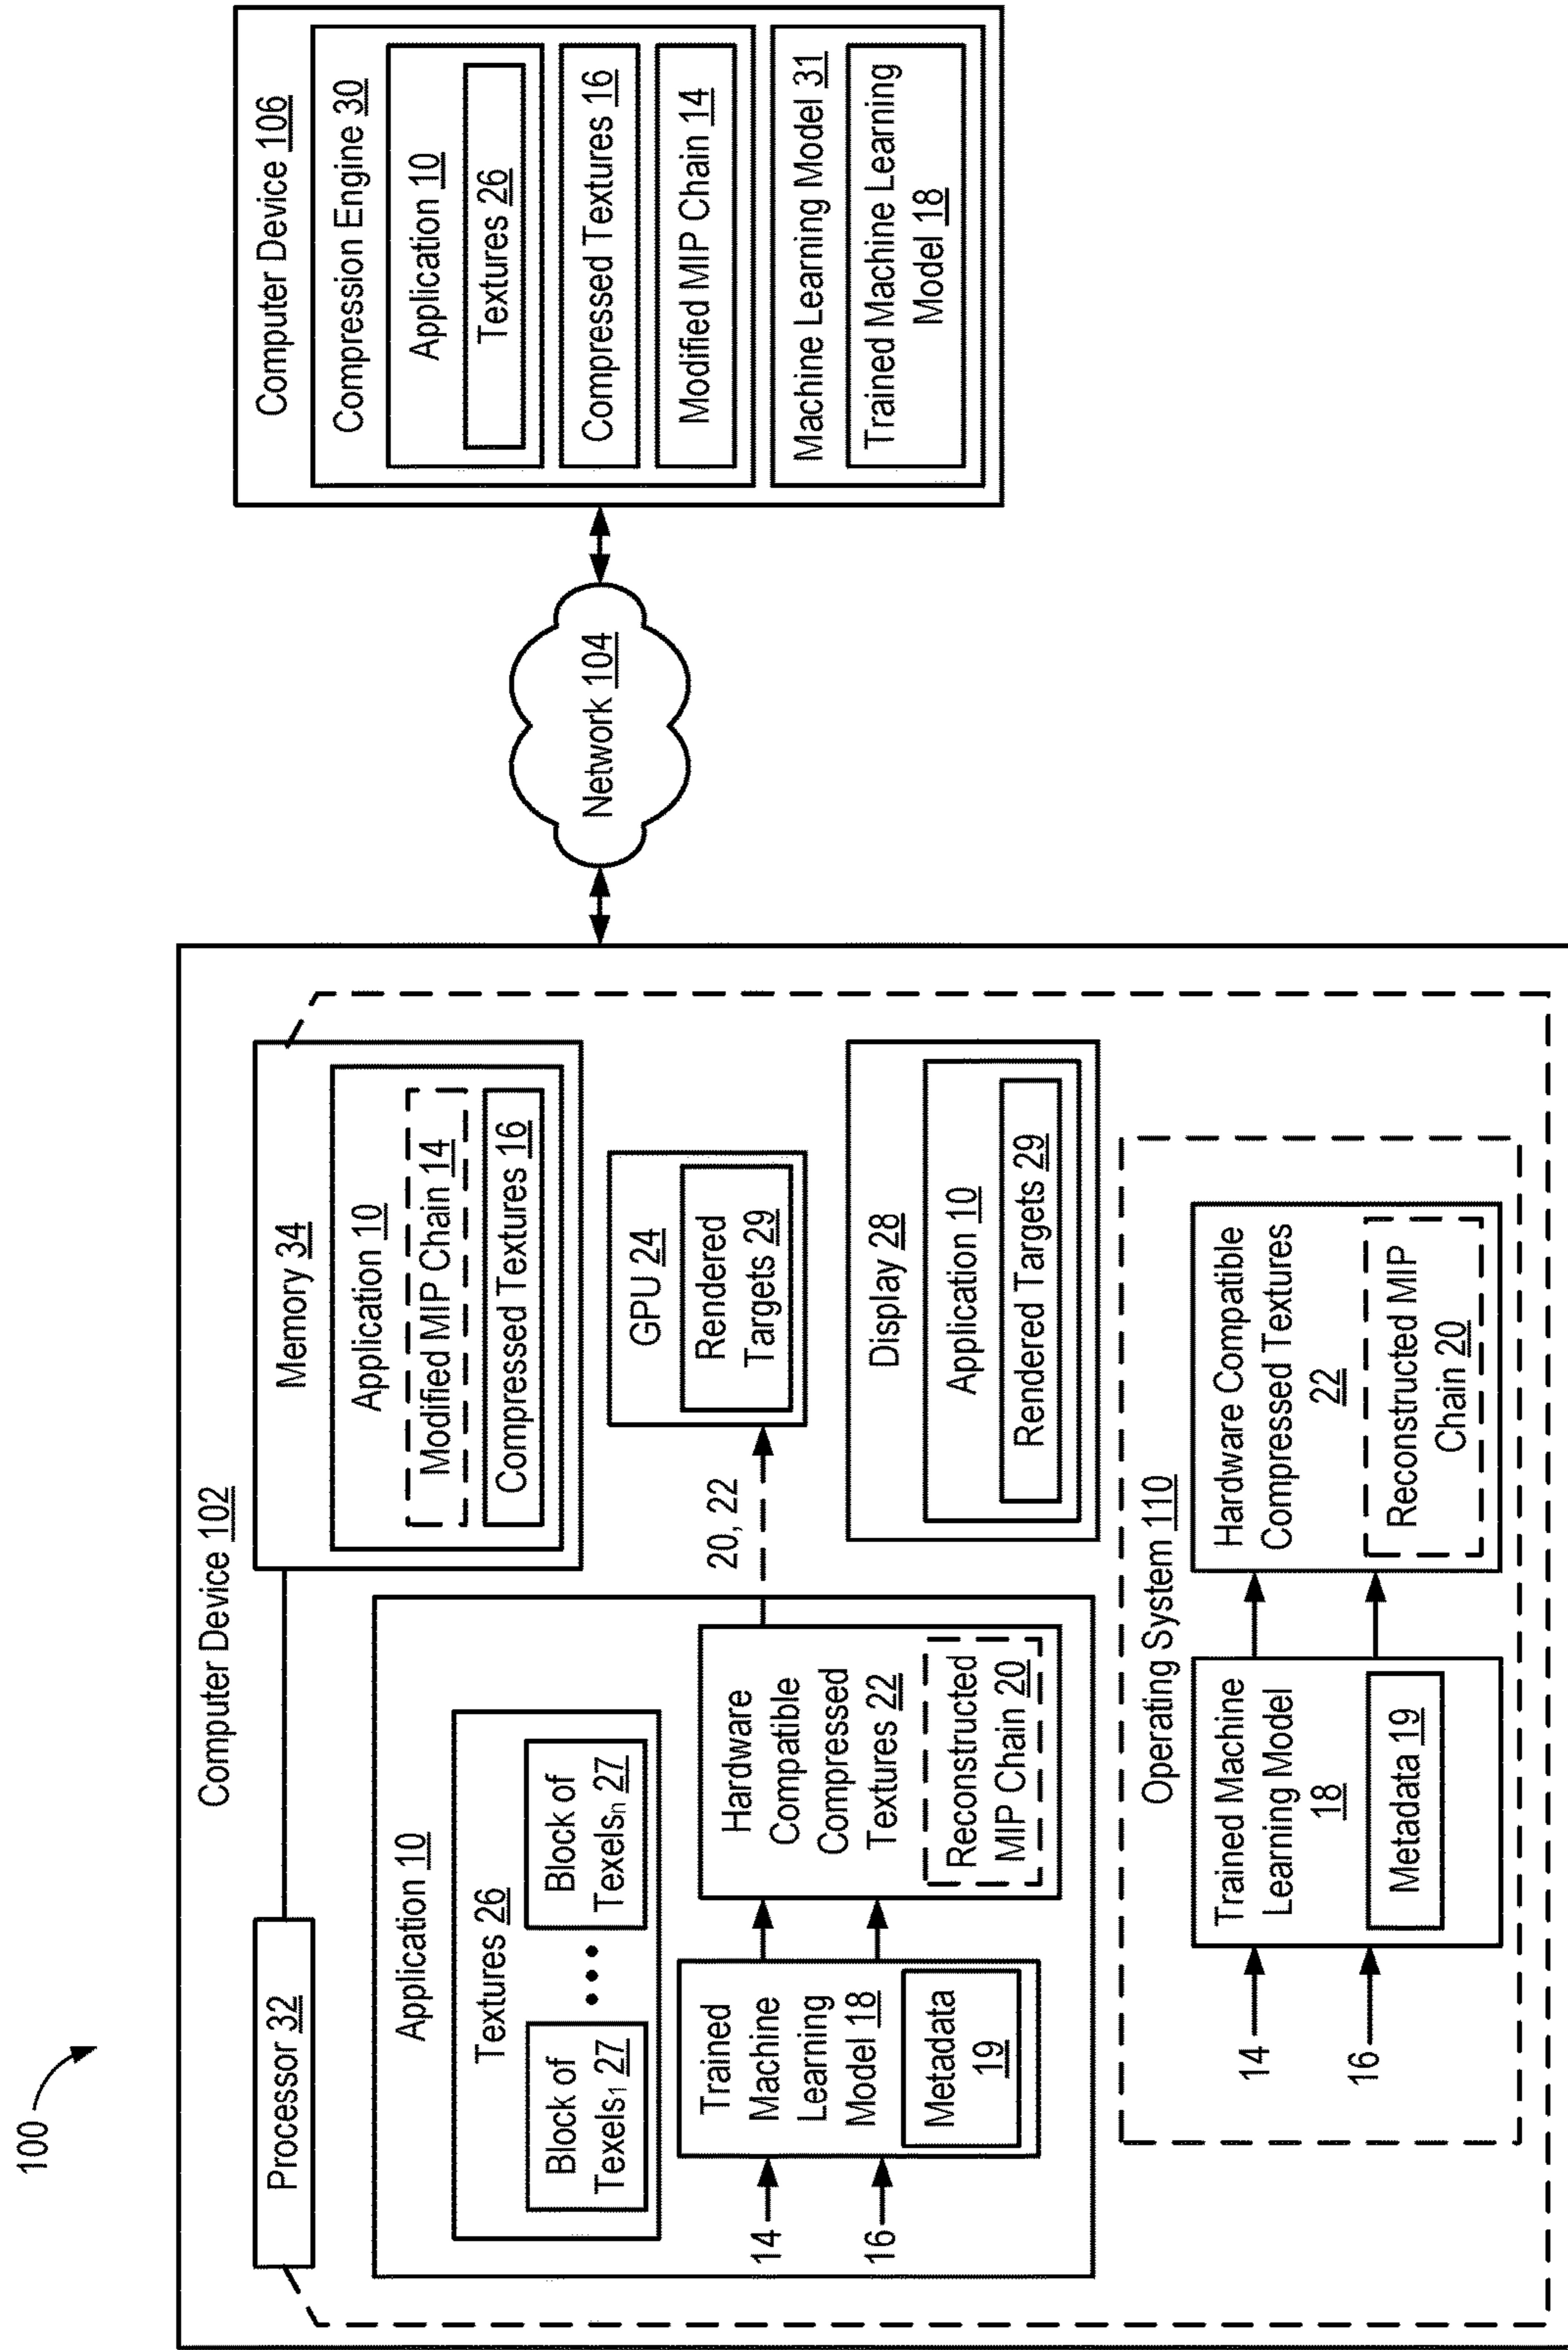 100
Computer Device 102
Processor 32
Memory 34
Application 10
Modified MIP Chain 14
Compressed Textures 16
Application 10
Textures 26
Block of
Texels1 27
Block of
Texelsn 27
14
16
Trained
Machine
Learning
Model 18
Metadata
19
Hardware
Compatible
Compressed
Textures 22
Reconstructed
MIP Chain 20
20, 22
GPU 24
Rendered
Targets 29
Display 28
Application 10
Rendered Targets 29
Operating System 110
14
16
Trained Machine
Learning Model
18
Metadata 19
Hardware Compatible
Compressed Textures
22
Reconstructed MIP
Chain 20
Network 104
Computer Device 106
Compression Engine 30
Application 10
Textures 26
Compressed Textures 16
Modified MIP Chain 14
Machine Learning Model 31
Trained Machine Learning
Model 18